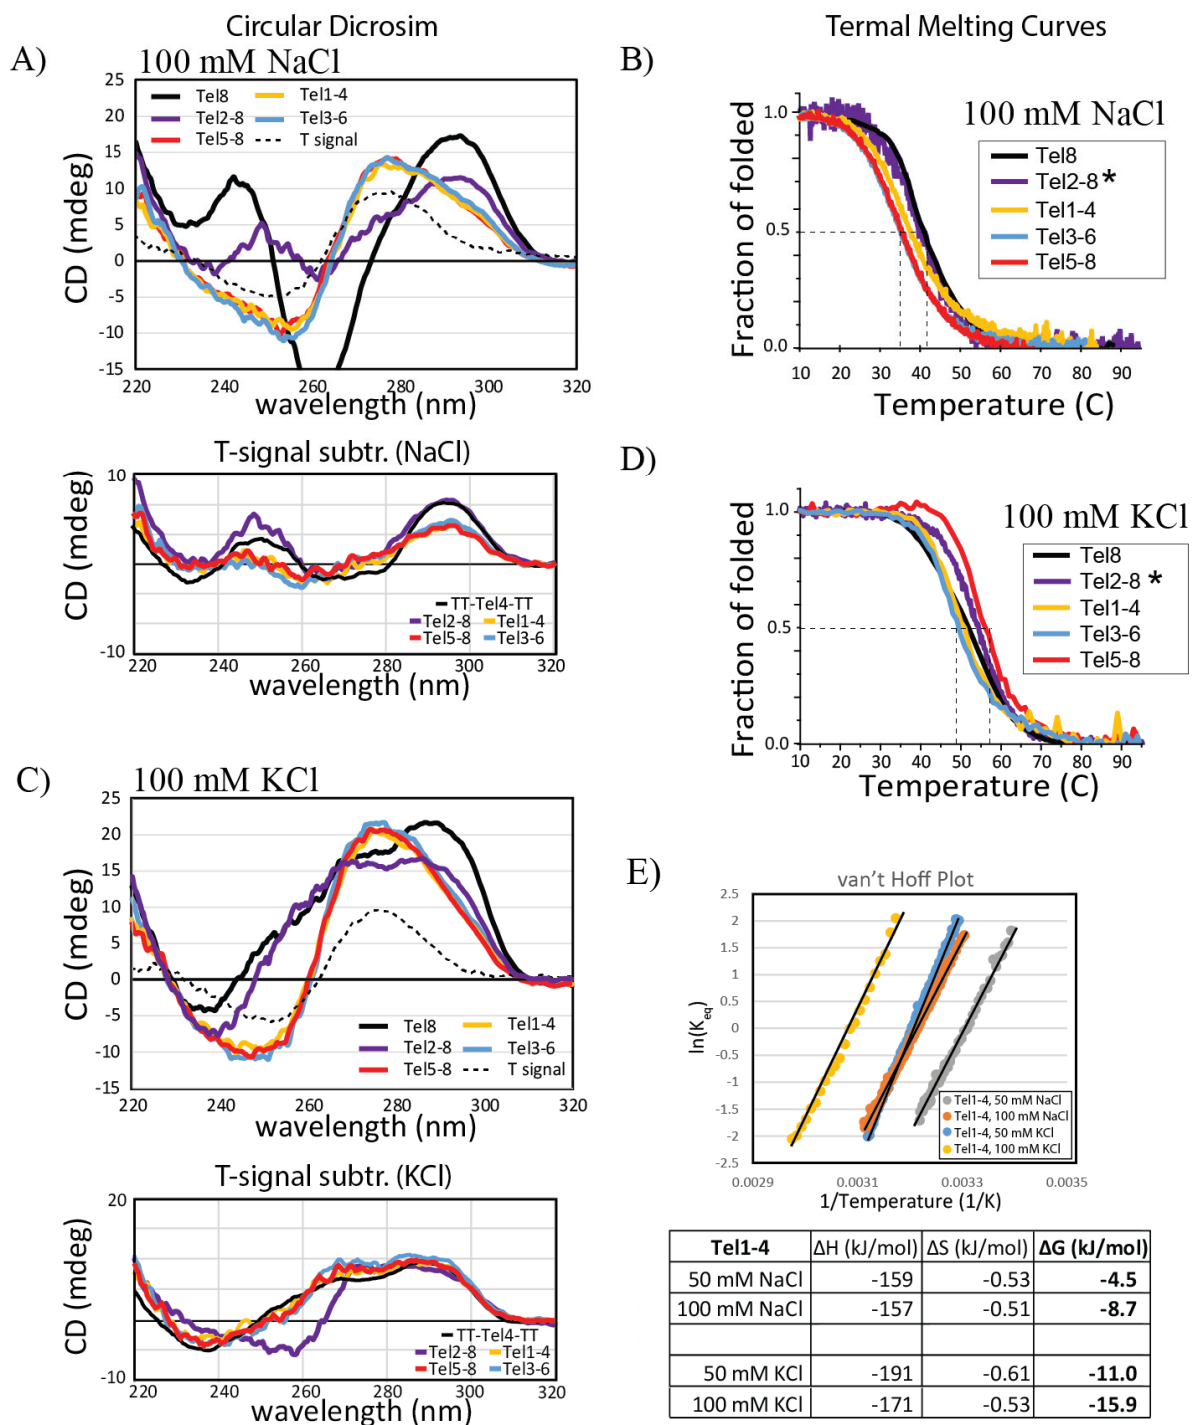 Circular Dicrosim
Termal Melting Curves
A)
100 mM NaCl
25
20
15
10
5
0
-5
-10
-15
CD (mdeg)
Tel8
Tel1-4
Tel2-8
Tel3-6
Tel5-8
T signal
220 240 260 280 300 320
wavelength (nm)
T-signal subtr. (NaCl)
10
-10
CD (mdeg)
TT-Tel4-TT
Tel2-8 Tel1-4
Tel5-8 Tel3-6
220 230 240 250 260 270 280 290 300 310 320
wavelength (nm)
B)
100 mM NaCl
1.0
0.5
0.0
Fraction of folded
Tel8
Tel2-8*
Tel1-4
Tel3-6
Tel5-8
10 20 30 40 50 60 70 80 90
Temperature (C)
D)
100 mM KCl
1.0
0.5
0.0
Fraction of folded
Tel8
Tel2-8 *
Tel1-4
Tel3-6
Tel5-8
10 20 30 40 50 60 70 80 90
Temperature (C)
C)
100 mM KCl
25
20
15
10
5
0
-5
-10
-15
CD (mdeg)
Tel8
Tel1-4
Tel2-8
Tel3-6
Tel5-8
T signal
220 240 260 280 300 320
wavelength (nm)
T-signal subtr. (KCl)
20
-10
CD (mdeg)
TT-Tel4-TT
Tel2-8 Tel1-4
Tel5-8 Tel3-6
220 230 240 250 260 270 280 290 300 310 320
wavelength (nm)
E)
van't Hoff Plot
2.5
2
1.5
1
0.5
0
-0.5
-1
-1.5
-2
-2.5
ln(Keq)
Tel1-4, 50 mM NaCl
Tel1-4, 100 mM NaCl
Tel1-4, 50 mM KCl
Tel1-4, 100 mM KCl
0.0029 0.0031 0.0033 0.0035
1/Temperature (1/K)
Tel1-4 ΔH (kJ/mol) ΔS (kJ/mol) ΔG (kJ/mol)
50 mM NaCl -159 -0.53 -4.5
100 mM NaCl -157 -0.51 -8.7
50 mM KCl -191 -0.61 -11.0
100 mM KCl -171 -0.53 -15.9